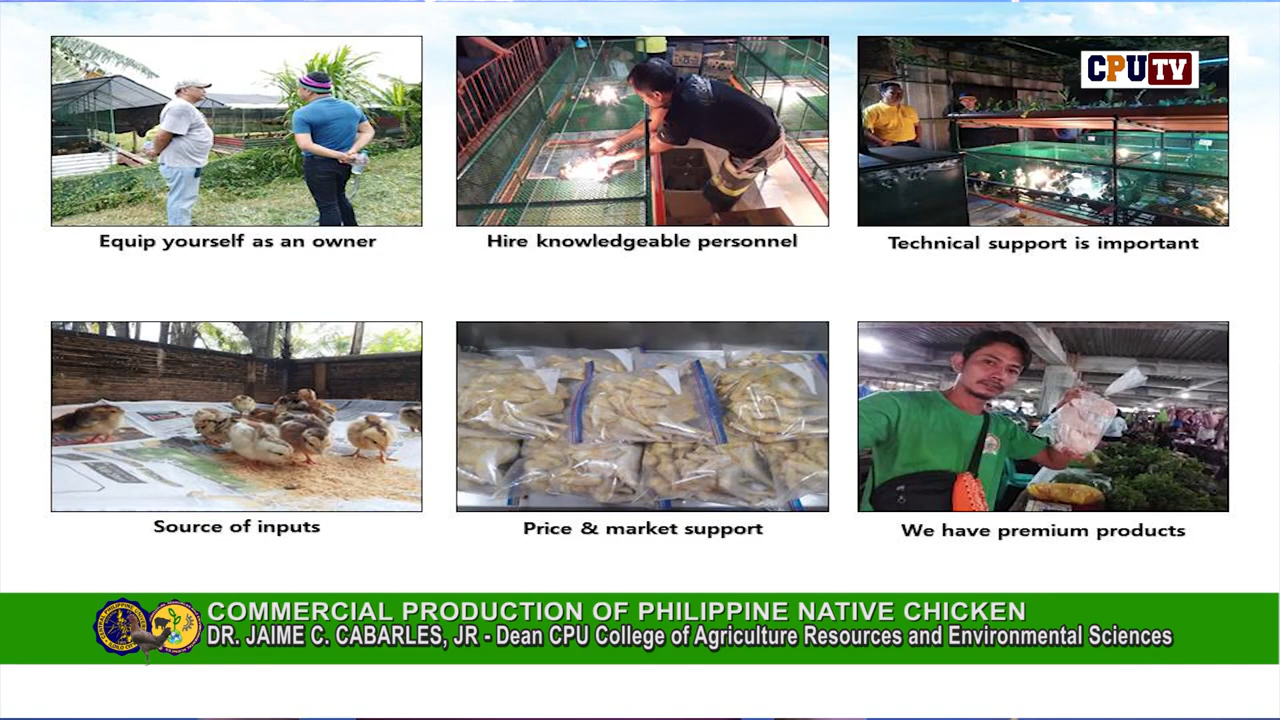 CPUTV
Equip yourself as an owner
Hire knowledgeable personnel
Technical support is important
Source of inputs
Price & market support
We have premium products
COMMERCIAL PRODUCTION OF PHILIPPINE NATIVE CHICKEN
DR. JAIME C. CABARLES, JR - Dean CPU College of Agriculture Resources and Environmental Sciences